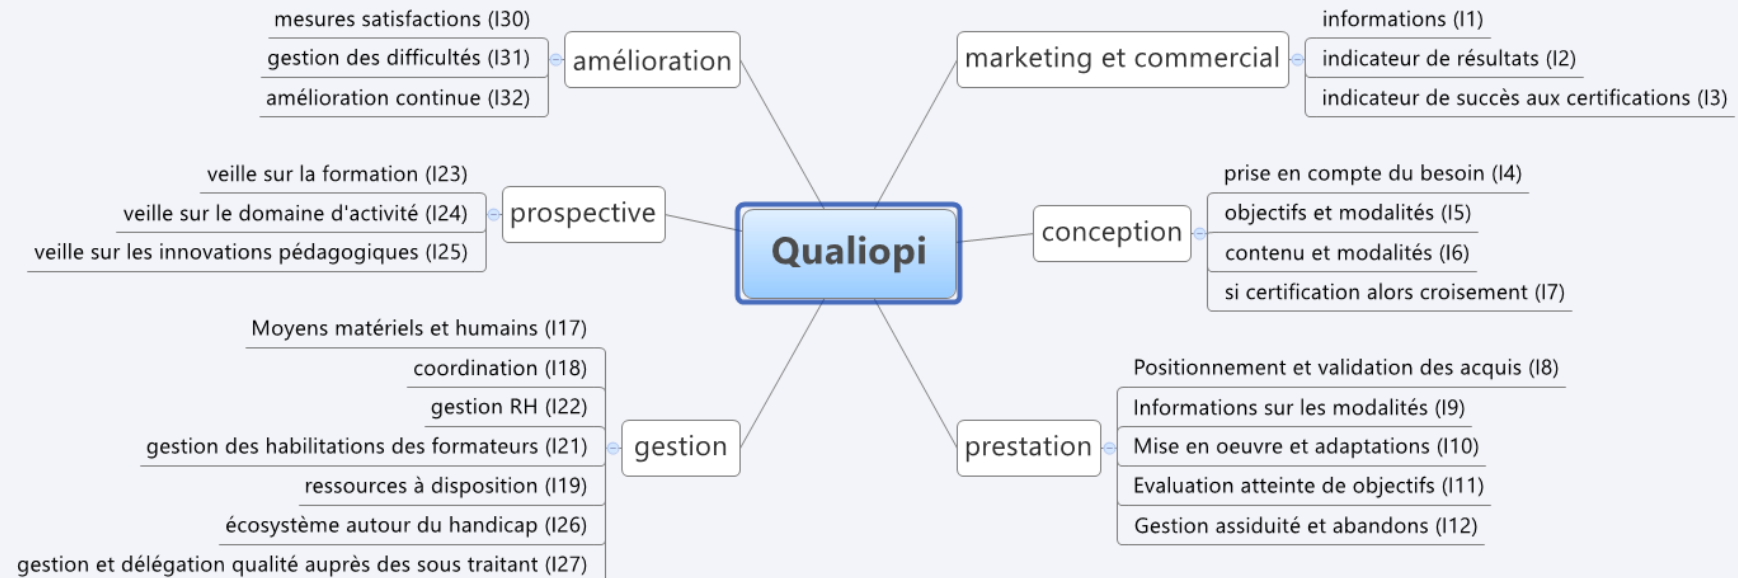 Qualiopi
marketing et commercial
informations (I1)
indicateur de résultats (I2)
indicateur de succès aux certifications (I3)
conception
prise en compte du besoin (I4)
objectifs et modalités (I5)
contenu et modalités (I6)
si certification alors croisement (I7)
prestation
Positionnement et validation des acquis (I8)
Informations sur les modalités (I9)
Mise en oeuvre et adaptations (I10)
Evaluation atteinte de objectifs (I11)
Gestion assiduité et abandons (I12)
amélioration
mesures satisfactions (I30)
gestion des difficultés (I31)
amélioration continue (I32)
prospective
veille sur la formation (I23)
veille sur le domaine d'activité (I24)
veille sur les innovations pédagogiques (I25)
gestion
Moyens matériels et humains (I17)
coordination (I18)
gestion RH (I22)
gestion des habilitations des formateurs (I21)
ressources à disposition (I19)
écosystème autour du handicap (I26)
gestion et délégation qualité auprès des sous traitant (I27)